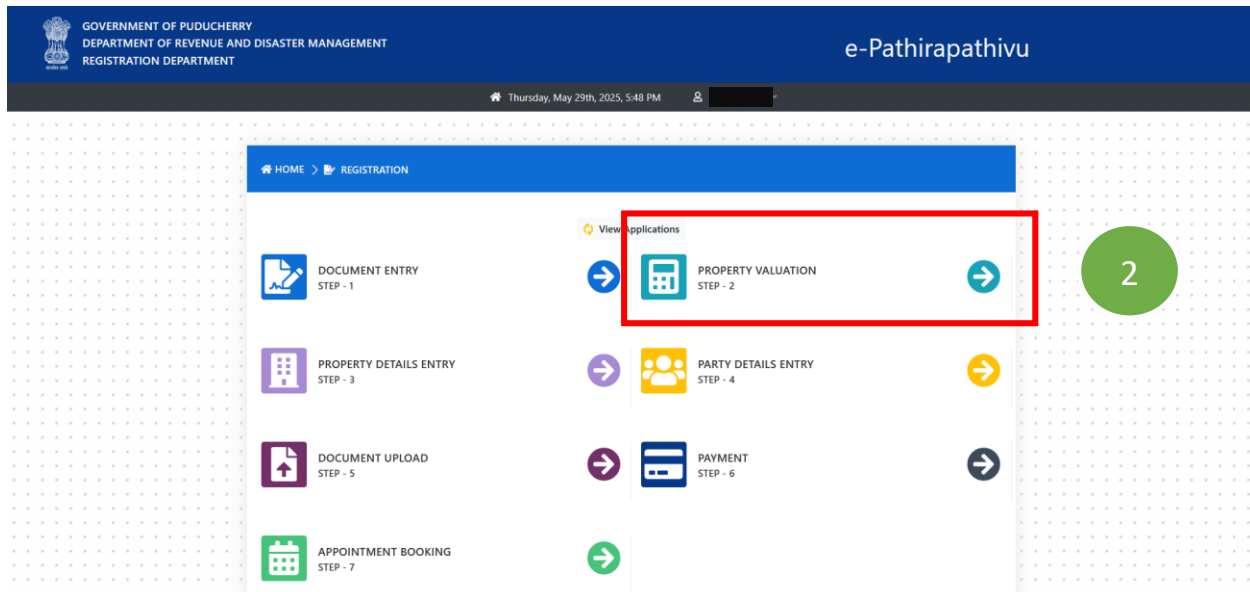 GOVERNMENT OF PUDUCHERRY
DEPARTMENT OF REVENUE AND DISASTER MANAGEMENT
REGISTRATION DEPARTMENT
e-Pathirapathivu
Thursday, May 29th, 2025, 5:48 PM
HOME > REGISTRATION
View Applications
DOCUMENT ENTRY
STEP - 1
PROPERTY VALUATION
STEP - 2
2
PROPERTY DETAILS ENTRY
STEP - 3
PARTY DETAILS ENTRY
STEP - 4
DOCUMENT UPLOAD
STEP - 5
PAYMENT
STEP - 6
APPOINTMENT BOOKING
STEP - 7